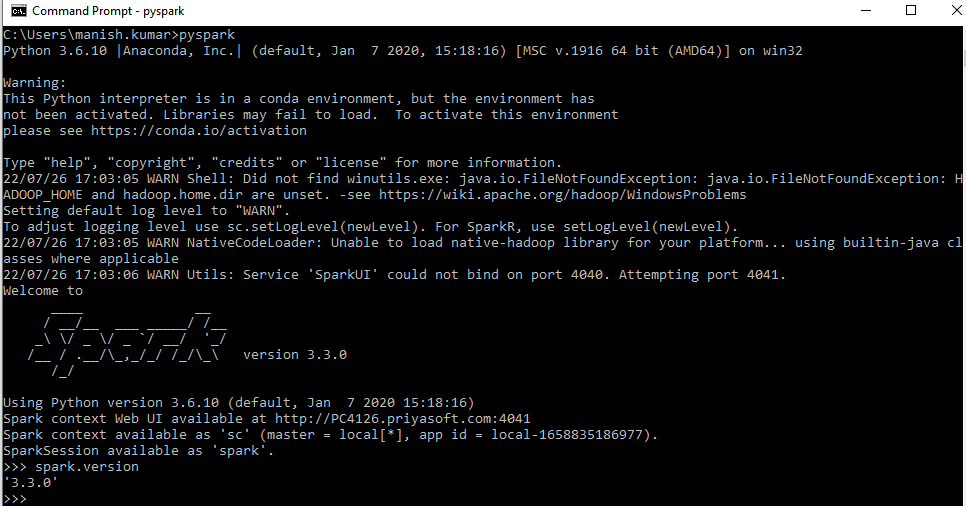 Command Prompt - pyspark
C:\Users\manish.kumar>pyspark
Python 3.6.10 |Anaconda, Inc.| (default, Jan  7 2020, 15:18:16) [MSC v.1916 64 bit (AMD64)] on win32
Warning:
This Python interpreter is in a conda environment, but the environment has
not been activated. Libraries may fail to load.  To activate this environment
please see https://conda.io/activation
Type "help", "copyright", "credits" or "license" for more information.
22/07/26 17:03:05 WARN Shell: Did not find winutils.exe: java.io.FileNotFoundException: java.io.FileNotFoundException: H
ADOOP_HOME and hadoop.home.dir are unset. -see https://wiki.apache.org/hadoop/WindowsProblems
Setting default log level to "WARN".
To adjust logging level use sc.setLogLevel(newLevel). For SparkR, use setLogLevel(newLevel).
22/07/26 17:03:05 WARN NativeCodeLoader: Unable to load native-hadoop library for your platform... using builtin-java cl
asses where applicable
22/07/26 17:03:06 WARN Utils: Service 'SparkUI' could not bind on port 4040. Attempting port 4041.
Welcome to
      ____              __
     / __/__  ___ _____/ /__
    _\ \/ _ \/ _ `/ __/  '_/
   /__ / .__/\_,_/_/ /_/\_\   version 3.3.0
      /_/
Using Python version 3.6.10 (default, Jan  7 2020 15:18:16)
Spark context Web UI available at http://PC4126.priyasoft.com:4041
Spark context available as 'sc' (master = local[*], app id = local-1658835186977).
SparkSession available as 'spark'.
>>> spark.version
'3.3.0'
>>>